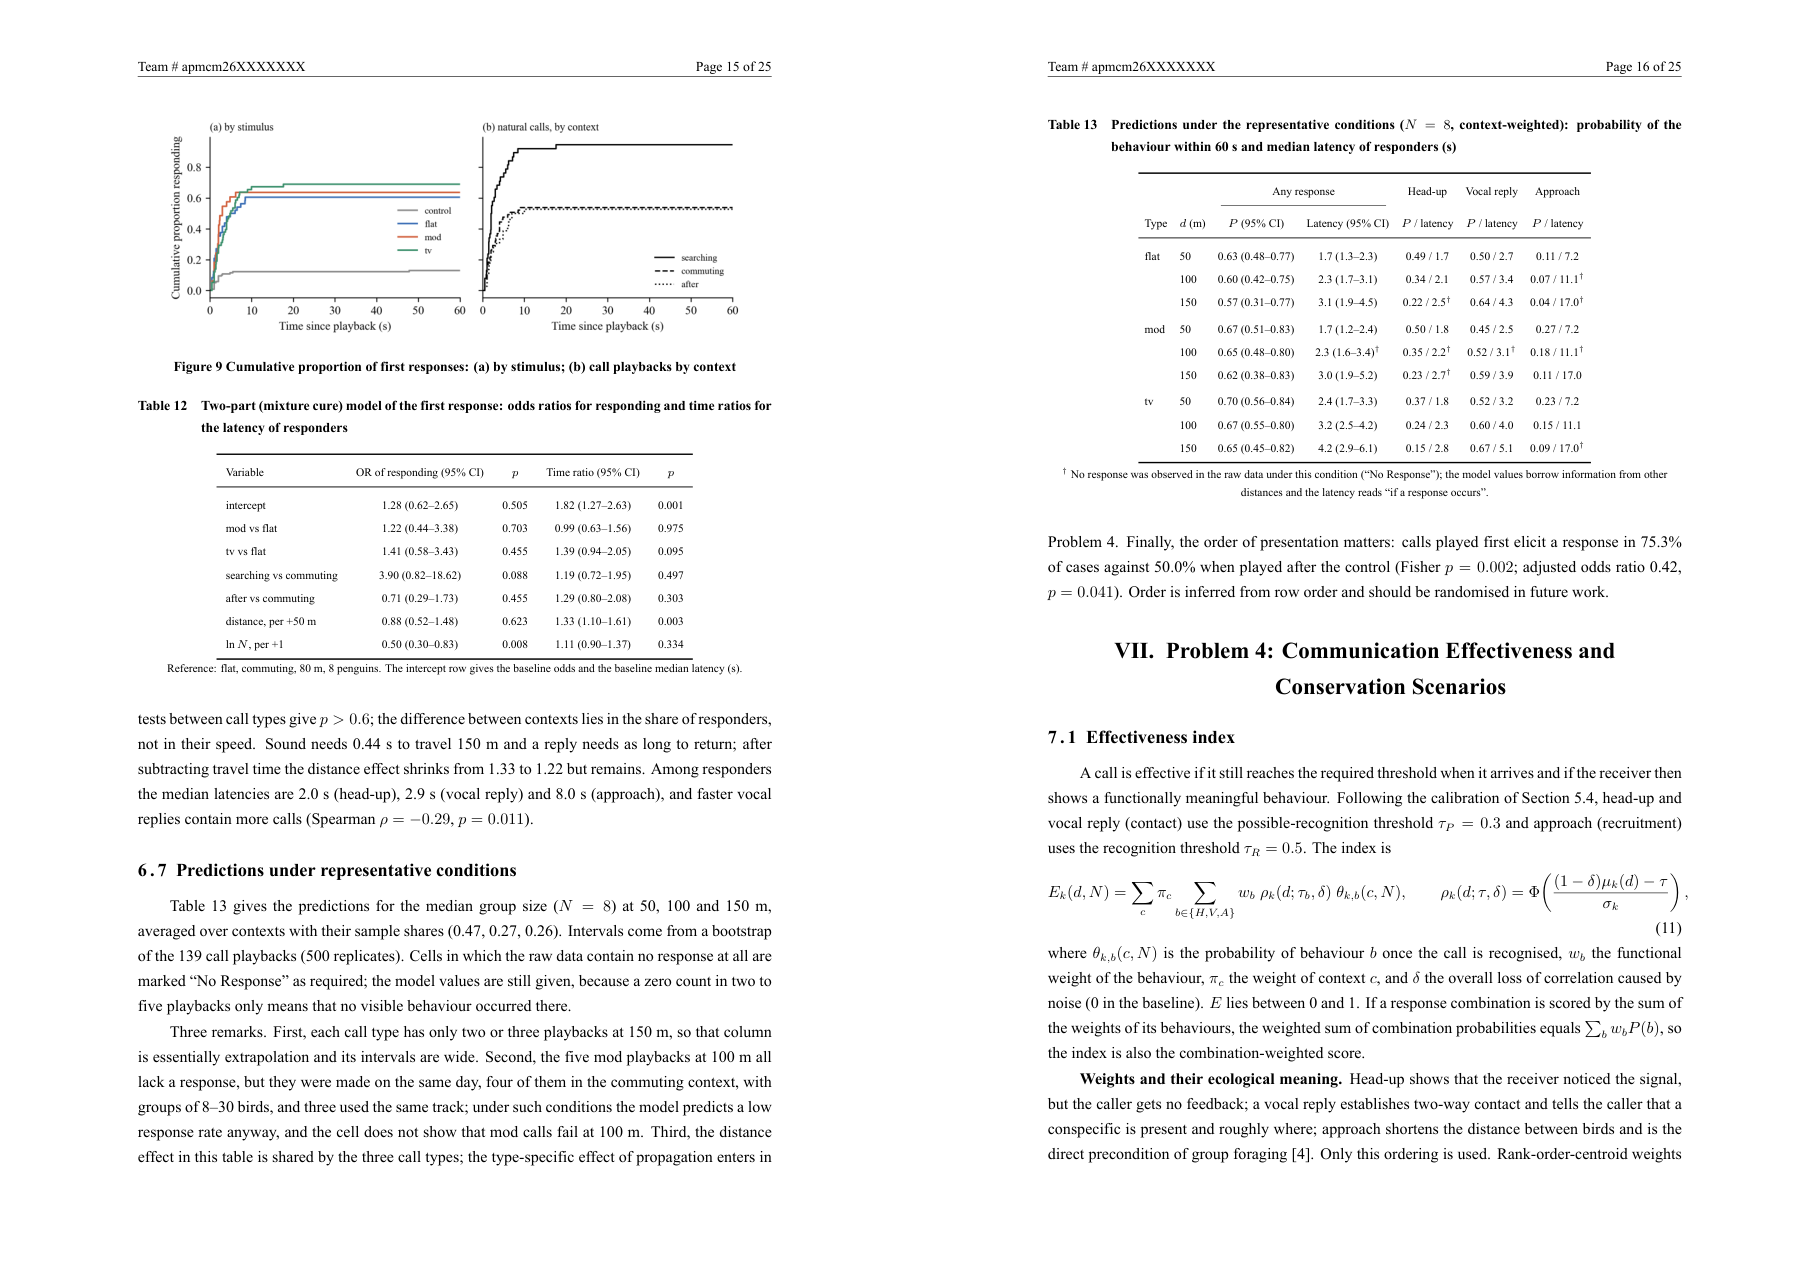 Team # apmcm26XXXXXXX Page 15 of 25
(a) by stimulus
(b) natural calls, by context
Cumulative proportion responding
0.8
0.6
0.4
0.2
0.0
control
flat
mod
tv
searching
commuting
after
0 10 20 30 40 50 60
0 10 20 30 40 50 60
Time since playback (s)
Time since playback (s)
Figure 9 Cumulative proportion of first responses: (a) by stimulus; (b) call playbacks by context
Table 12 Two-part (mixture cure) model of the first response: odds ratios for responding and time ratios for
the latency of responders
Variable OR of responding (95% CI) p Time ratio (95% CI) p
intercept 1.28 (0.62–2.65) 0.505 1.82 (1.27–2.63) 0.001
mod vs flat 1.22 (0.44–3.38) 0.703 0.99 (0.63–1.56) 0.975
tv vs flat 1.41 (0.58–3.43) 0.455 1.39 (0.94–2.05) 0.095
searching vs commuting 3.90 (0.82–18.62) 0.088 1.19 (0.72–1.95) 0.497
after vs commuting 0.71 (0.29–1.73) 0.455 1.29 (0.80–2.08) 0.303
distance, per +50 m 0.88 (0.52–1.48) 0.623 1.33 (1.10–1.61) 0.003
ln N, per +1 0.50 (0.30–0.83) 0.008 1.11 (0.90–1.37) 0.334
Reference: flat, commuting, 80 m, 8 penguins. The intercept row gives the baseline odds and the baseline median latency (s).
tests between call types give p > 0.6; the difference between contexts lies in the share of responders,
not in their speed. Sound needs 0.44 s to travel 150 m and a reply needs as long to return; after
subtracting travel time the distance effect shrinks from 1.33 to 1.22 but remains. Among responders
the median latencies are 2.0 s (head-up), 2.9 s (vocal reply) and 8.0 s (approach), and faster vocal
replies contain more calls (Spearman ρ = −0.29, p = 0.011).
6.7 Predictions under representative conditions
Table 13 gives the predictions for the median group size (N = 8) at 50, 100 and 150 m,
averaged over contexts with their sample shares (0.47, 0.27, 0.26). Intervals come from a bootstrap
of the 139 call playbacks (500 replicates). Cells in which the raw data contain no response at all are
marked “No Response” as required; the model values are still given, because a zero count in two to
five playbacks only means that no visible behaviour occurred there.
Three remarks. First, each call type has only two or three playbacks at 150 m, so that column
is essentially extrapolation and its intervals are wide. Second, the five mod playbacks at 100 m all
lack a response, but they were made on the same day, four of them in the commuting context, with
groups of 8–30 birds, and three used the same track; under such conditions the model predicts a low
response rate anyway, and the cell does not show that mod calls fail at 100 m. Third, the distance
effect in this table is shared by the three call types; the type-specific effect of propagation enters in
Team # apmcm26XXXXXXX Page 16 of 25
Table 13 Predictions under the representative conditions (N = 8, context-weighted): probability of the
behaviour within 60 s and median latency of responders (s)
Any response Head-up Vocal reply Approach
Type d (m) P (95% CI) Latency (95% CI) P / latency P / latency P / latency
flat 50 0.63 (0.48–0.77) 1.7 (1.3–2.3) 0.49 / 1.7 0.50 / 2.7 0.11 / 7.2
100 0.60 (0.42–0.75) 2.3 (1.7–3.1) 0.34 / 2.1 0.57 / 3.4 0.07 / 11.1†
150 0.57 (0.31–0.77) 3.1 (1.9–4.5) 0.22 / 2.5† 0.64 / 4.3 0.04 / 17.0†
mod 50 0.67 (0.51–0.83) 1.7 (1.2–2.4) 0.50 / 1.8 0.45 / 2.5 0.27 / 7.2
100 0.65 (0.48–0.80) 2.3 (1.6–3.4)† 0.35 / 2.2† 0.52 / 3.1† 0.18 / 11.1†
150 0.62 (0.38–0.83) 3.0 (1.9–5.2) 0.23 / 2.7† 0.59 / 3.9 0.11 / 17.0
tv 50 0.70 (0.56–0.84) 2.4 (1.7–3.3) 0.37 / 1.8 0.52 / 3.2 0.23 / 7.2
100 0.67 (0.55–0.80) 3.2 (2.5–4.2) 0.24 / 2.3 0.60 / 4.0 0.15 / 11.1
150 0.65 (0.45–0.82) 4.2 (2.9–6.1) 0.15 / 2.8 0.67 / 5.1 0.09 / 17.0†
† No response was observed in the raw data under this condition (“No Response”); the model values borrow information from other
distances and the latency reads “if a response occurs”.
Problem 4. Finally, the order of presentation matters: calls played first elicit a response in 75.3%
of cases against 50.0% when played after the control (Fisher p = 0.002; adjusted odds ratio 0.42,
p = 0.041). Order is inferred from row order and should be randomised in future work.
VII. Problem 4: Communication Effectiveness and
Conservation Scenarios
7.1 Effectiveness index
A call is effective if it still reaches the required threshold when it arrives and if the receiver then
shows a functionally meaningful behaviour. Following the calibration of Section 5.4, head-up and
vocal reply (contact) use the possible-recognition threshold τ_P = 0.3 and approach (recruitment)
uses the recognition threshold τ_R = 0.5. The index is
E_k(d, N) = ∑_c π_c ∑_{b∈{H,V,A}} w_b ρ_k(d; τ_b, δ) θ_{k,b}(c, N), ρ_k(d; τ, δ) = Φ( ((1 − δ)μ_k(d) − τ) / σ_k ),
(11)
where θ_{k,b}(c, N) is the probability of behaviour b once the call is recognised, w_b the functional
weight of the behaviour, π_c the weight of context c, and δ the overall loss of correlation caused by
noise (0 in the baseline). E lies between 0 and 1. If a response combination is scored by the sum of
the weights of its behaviours, the weighted sum of combination probabilities equals ∑_b w_b P(b), so
the index is also the combination-weighted score.
Weights and their ecological meaning. Head-up shows that the receiver noticed the signal,
but the caller gets no feedback; a vocal reply establishes two-way contact and tells the caller that a
conspecific is present and roughly where; approach shortens the distance between birds and is the
direct precondition of group foraging [4]. Only this ordering is used. Rank-order-centroid weights